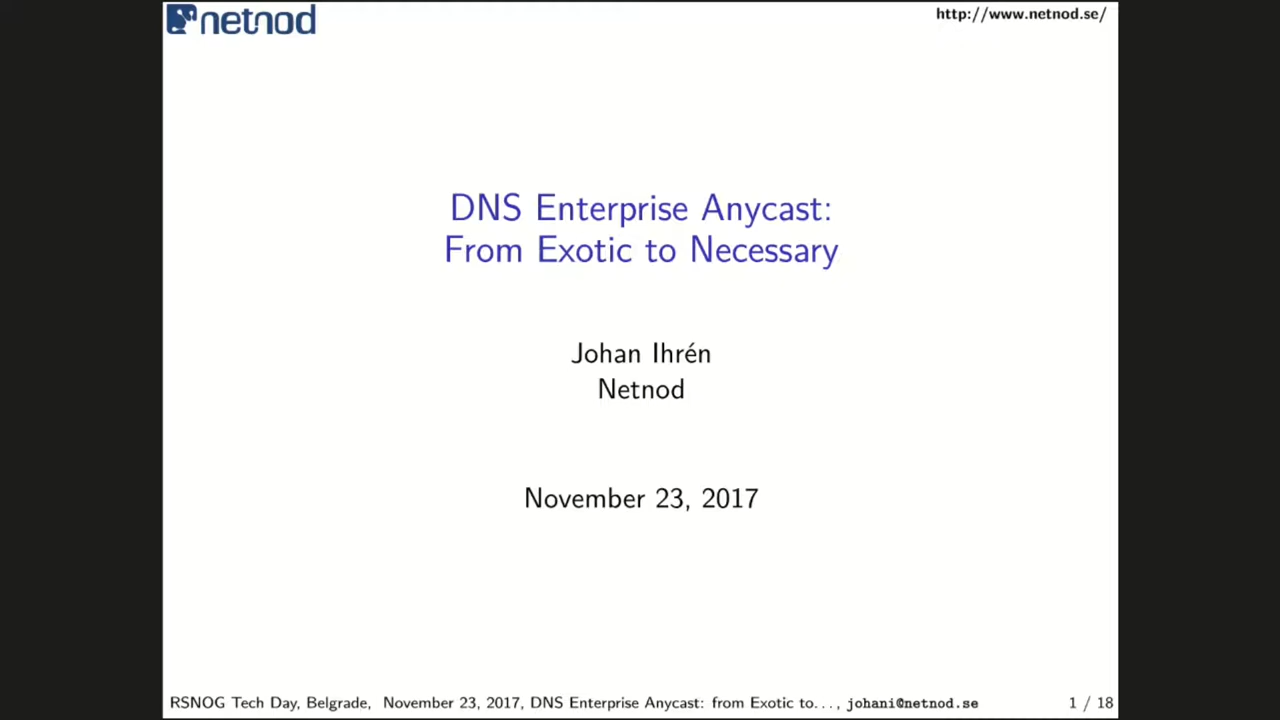 netnod
http://www.netnod.se/
DNS Enterprise Anycast:
From Exotic to Necessary
Johan Ihrén
Netnod
November 23, 2017
RSNOG Tech Day, Belgrade, November 23, 2017, DNS Enterprise Anycast: from Exotic to..., johani@netnod.se 1 / 18